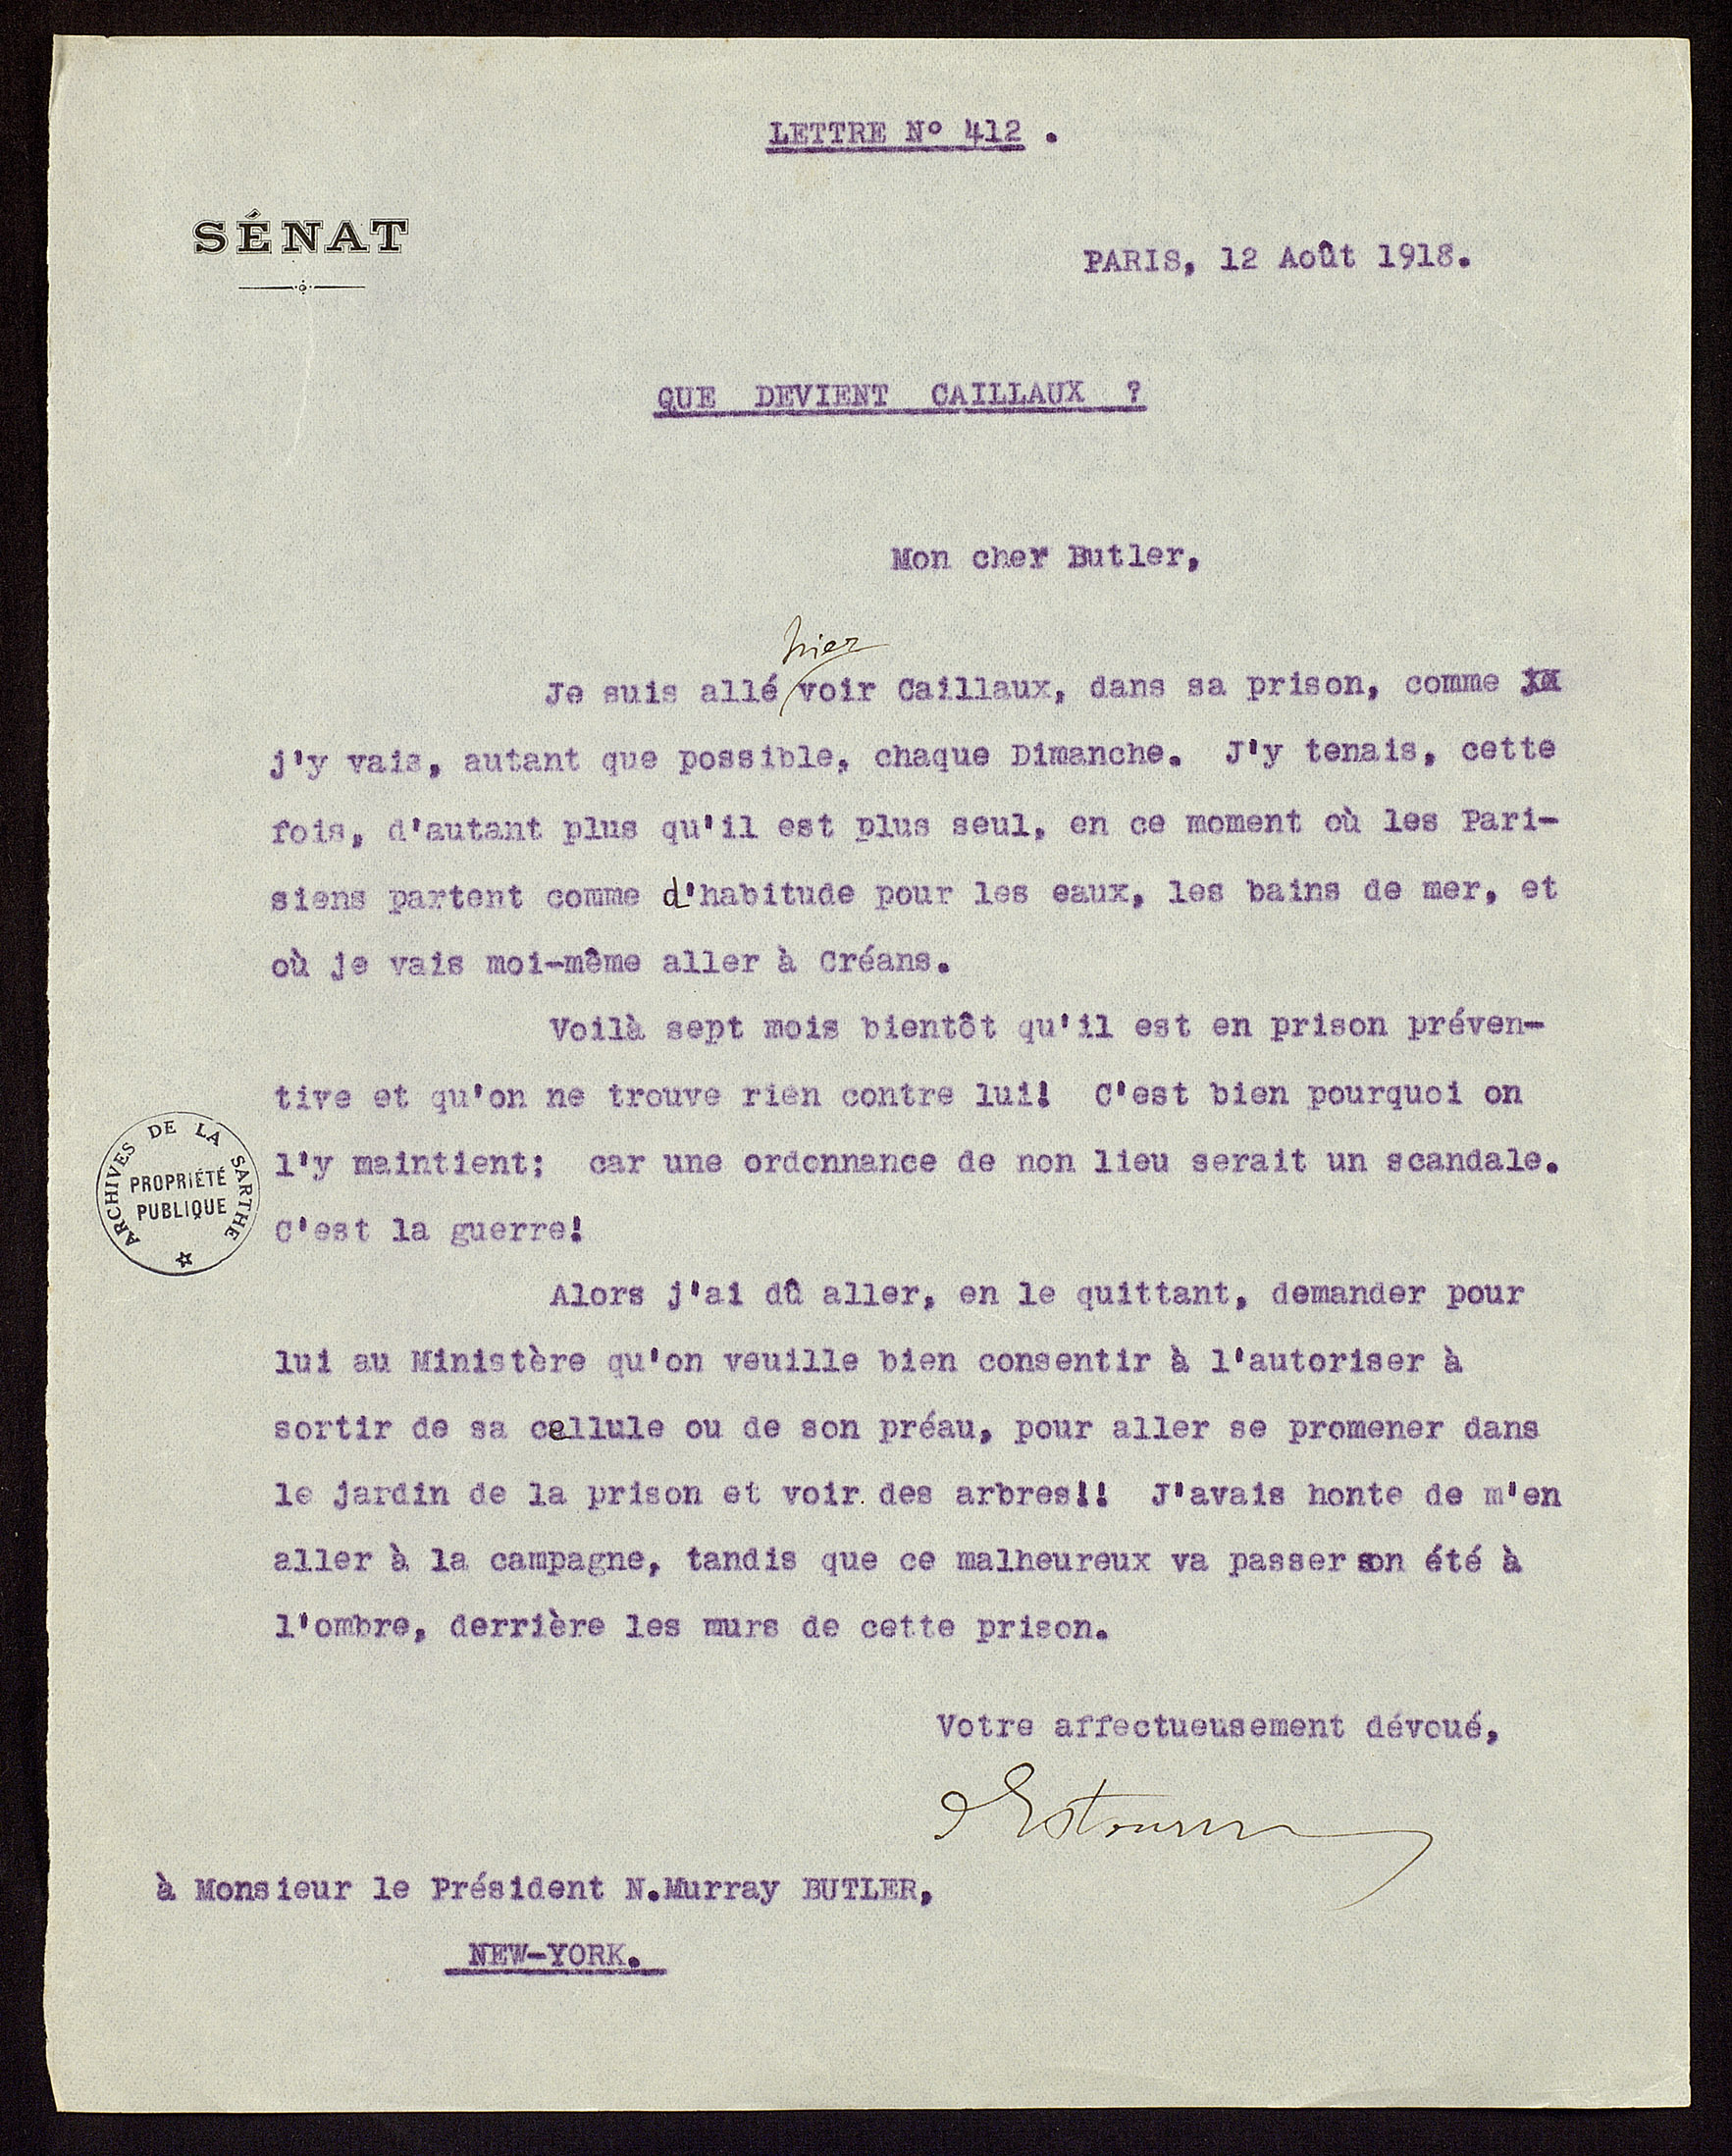 LETTRE Nº 412 .
SÉNAT
PARIS, 12 Août 1918.
QUE DEVIENT CAILLAUX ?
Mon cher Butler,
hier
Je suis allé voir Caillaux, dans sa prison, comme
j'y vais, autant que possible, chaque Dimanche. J'y tenais, cette
fois, d'autant plus qu'il est plus seul, en ce moment où les Pari-
siens partent comme d'habitude pour les eaux, les bains de mer, et
où je vais moi-même aller à Créans.
Voilà sept mois bientôt qu'il est en prison préven-
tive et qu'on ne trouve rien contre lui! C'est bien pourquoi on
l'y maintient; car une ordonnance de non lieu serait un scandale.
C'est la guerre!
Alors j'ai dû aller, en le quittant, demander pour
lui au Ministère qu'on veuille bien consentir à l'autoriser à
sortir de sa cellule ou de son préau, pour aller se promener dans
le jardin de la prison et voir des arbres!! J'avais honte de m'en
aller à la campagne, tandis que ce malheureux va passer son été à
l'ombre, derrière les murs de cette prison.
ARCHIVES DE LA SARTHE
PROPRIÉTÉ
PUBLIQUE
Votre affectueusement dévoué,
d'Estournelles
à Monsieur le Président N.Murray BUTLER,
NEW-YORK.